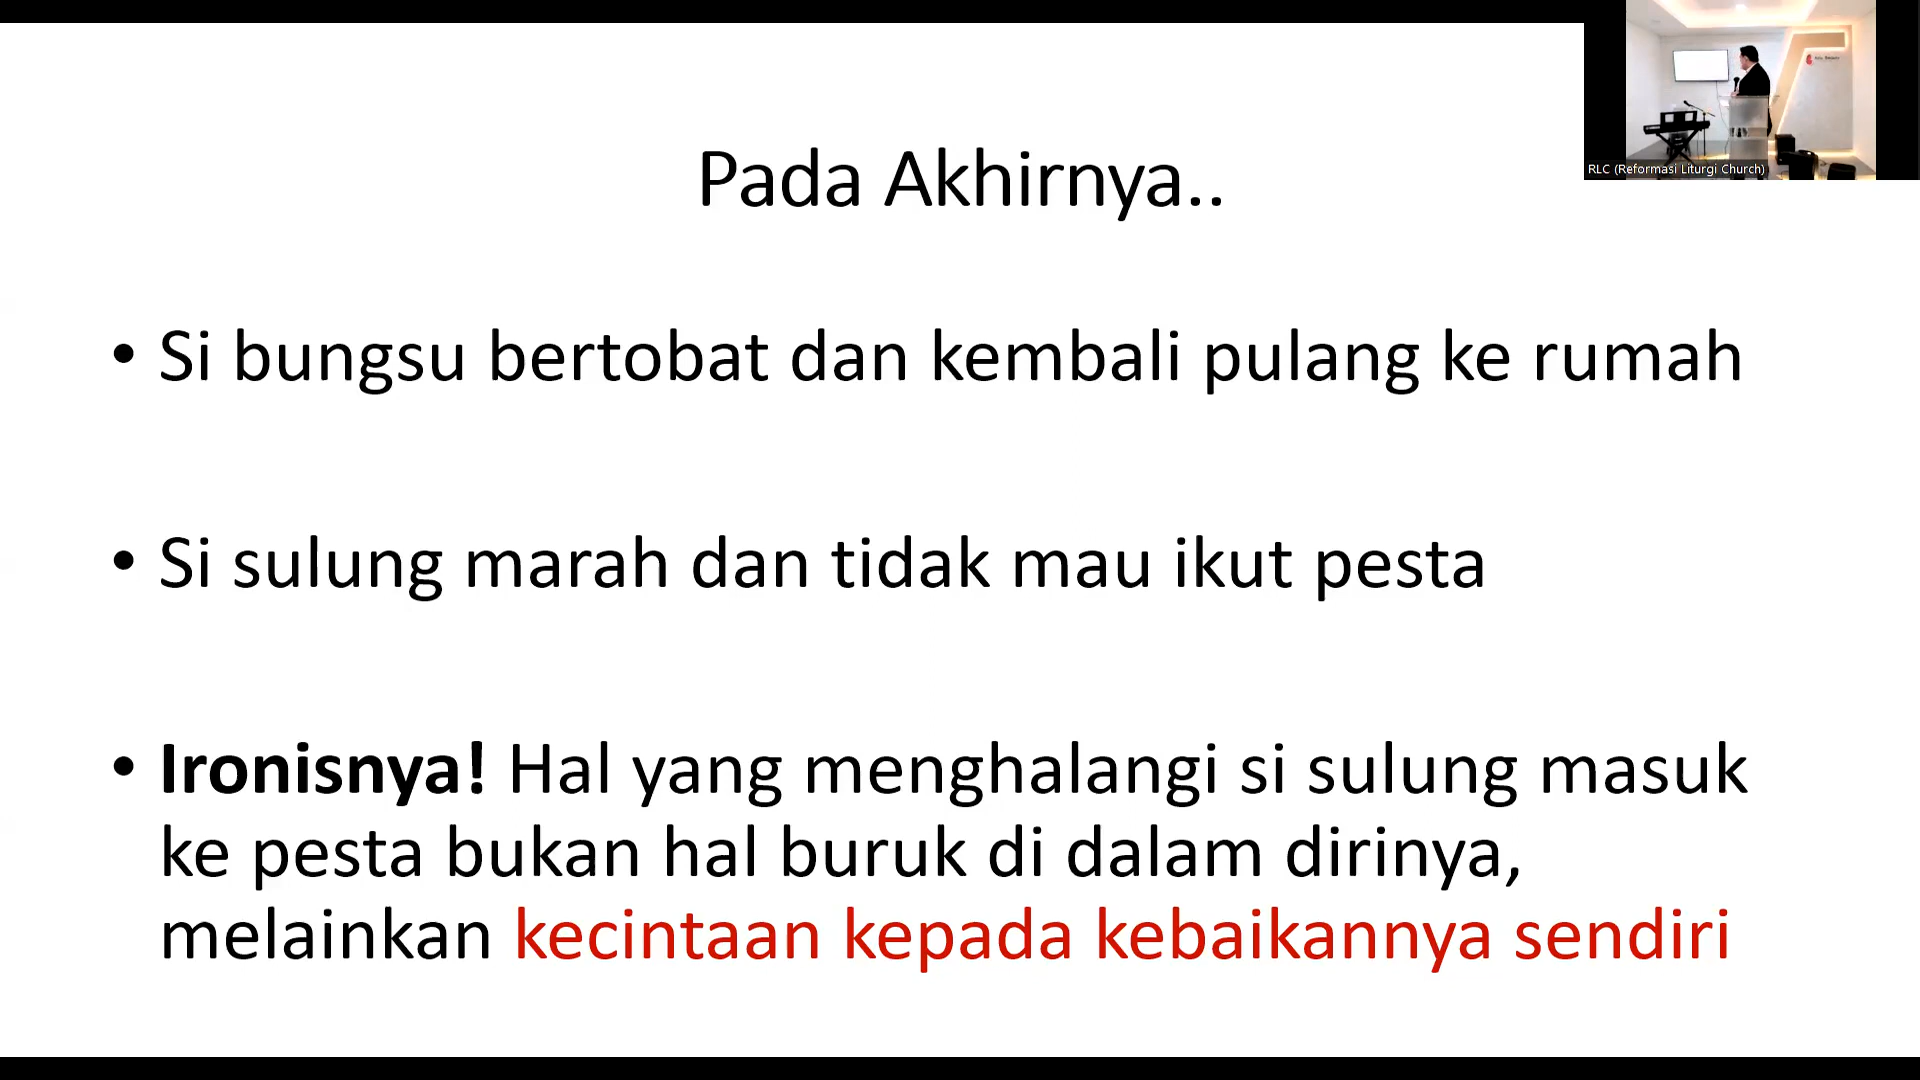 Pada Akhirnya..
RLC (Reformasi Liturgi Church)
• Si bungsu bertobat dan kembali pulang ke rumah
• Si sulung marah dan tidak mau ikut pesta
• Ironisnya! Hal yang menghalangi si sulung masuk
ke pesta bukan hal buruk di dalam dirinya,
melainkan kecintaan kepada kebaikannya sendiri